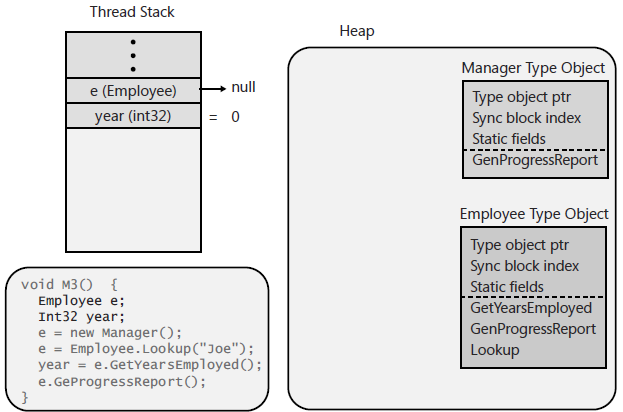 Thread Stack
Heap
e (Employee)
null
year (int32)
= 0
Manager Type Object
Type object ptr
Sync block index
Static fields
GenProgressReport
Employee Type Object
Type object ptr
Sync block index
Static fields
GetYearsEmployed
GenProgressReport
Lookup
void M3() {
Employee e;
Int32 year;
e = new Manager();
e = Employee.Lookup("Joe");
year = e.GetYearsEmployed();
e.GeProgressReport();
}